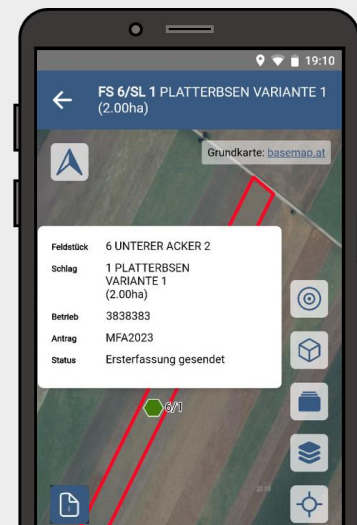 19:10
FS 6/SL 1 PLATTERBSEN VARIANTE 1
(2.00ha)
Grundkarte: basemap.at
Feldstück 6 UNTERER ACKER 2
Schlag 1 PLATTERBSEN
VARIANTE 1
(2.00ha)
Betrieb 3838383
Antrag MFA2023
Status Ersterfassung gesendet
6/1
2019